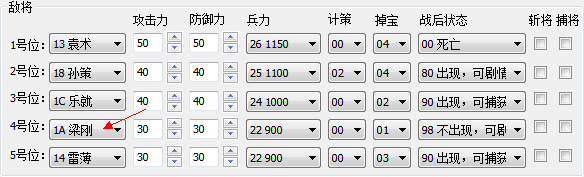 敌将
攻击力 防御力 兵力 计策 掉宝 战后状态 斩将 捕将
1号位: 13 袁术 50 50 26 1150 00 04 00 死亡
2号位: 18 孙策 40 40 25 1100 02 04 80 出现，可剧情
3号位: 1C 乐就 40 40 24 1000 00 02 90 出现，可捕获
4号位: 1A 梁刚 30 30 22 900 00 01 98 不出现，可剧
5号位: 14 雷薄 30 30 22 900 00 03 90 出现，可捕获